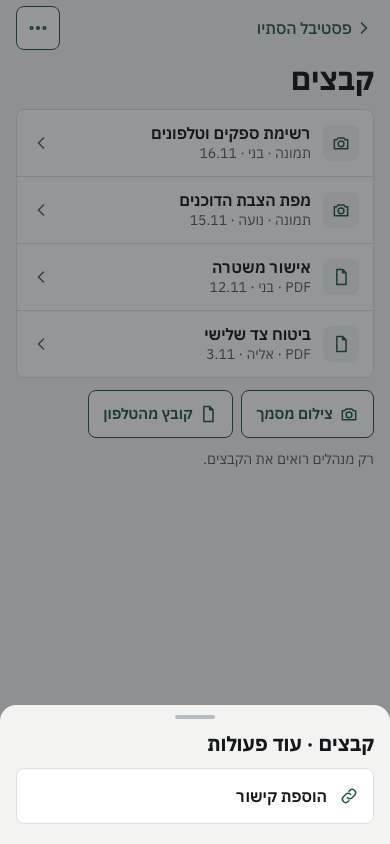 פסטיבל הסתיו
קבצים
רשימת ספקים וטלפונים
תמונה · בני · 16.11
מפת הצבת הדוכנים
תמונה · נועה · 15.11
אישור משטרה
PDF · בני · 12.11
ביטוח צד שלישי
PDF · אליה · 3.11
צילום מסמך
קובץ מהטלפון
רק מנהלים רואים את הקבצים.
קבצים · עוד פעולות
הוספת קישור